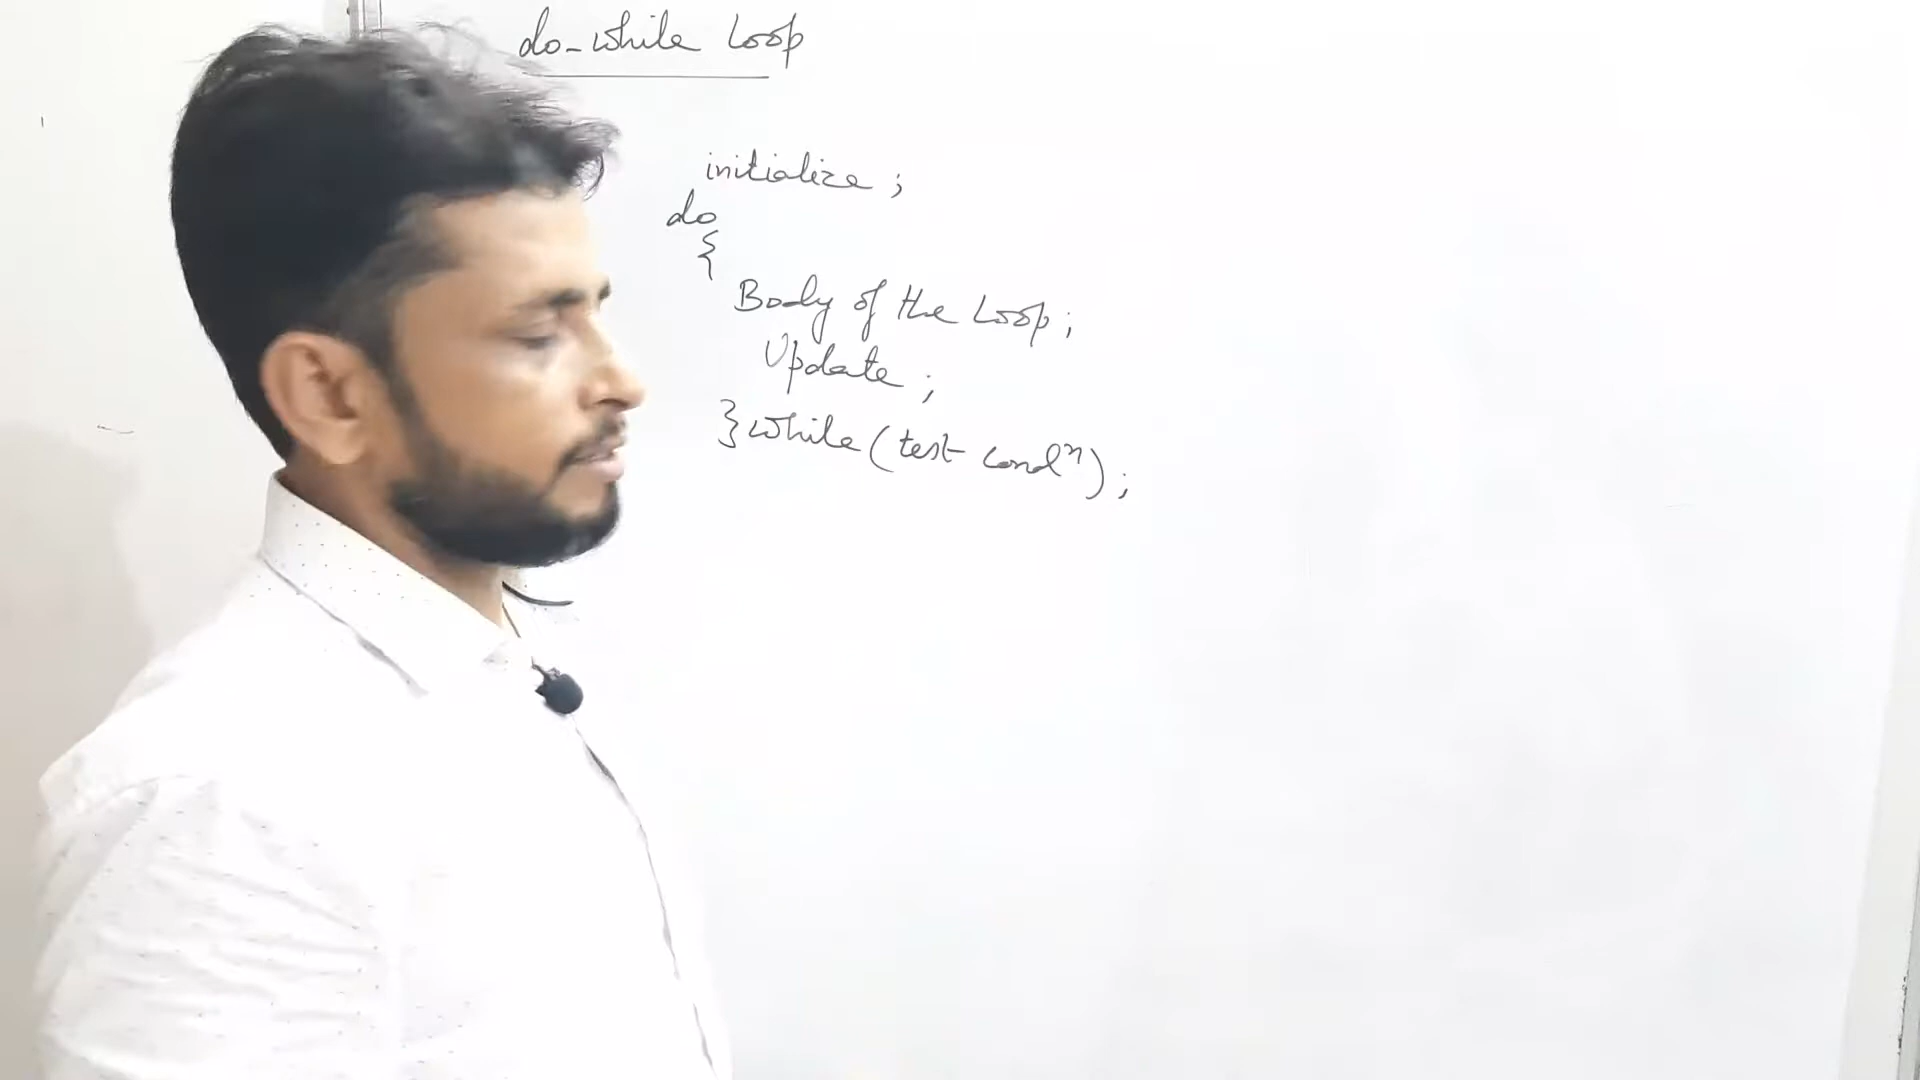 do-while Loop
initialize ;
do
{
Body of the Loop;
Update ;
} while (test condⁿ) ;